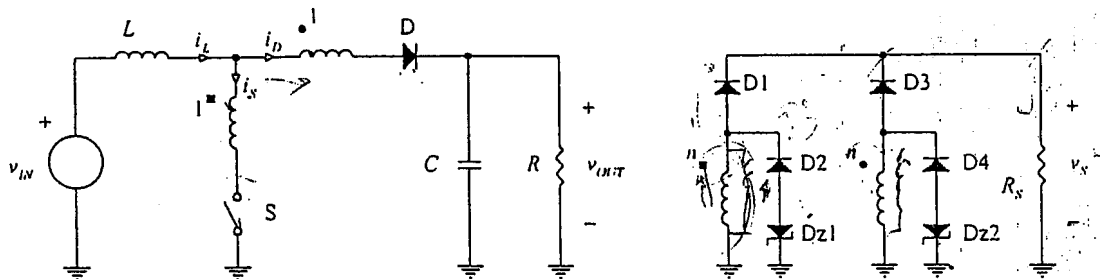 L
i_L
i_D
1
D
i_S
1
+
v_IN
S
C
R
+
v_OUT
−
D1
D3
n
D2
Dz1
n
D4
Dz2
R_S
+
v_S
−